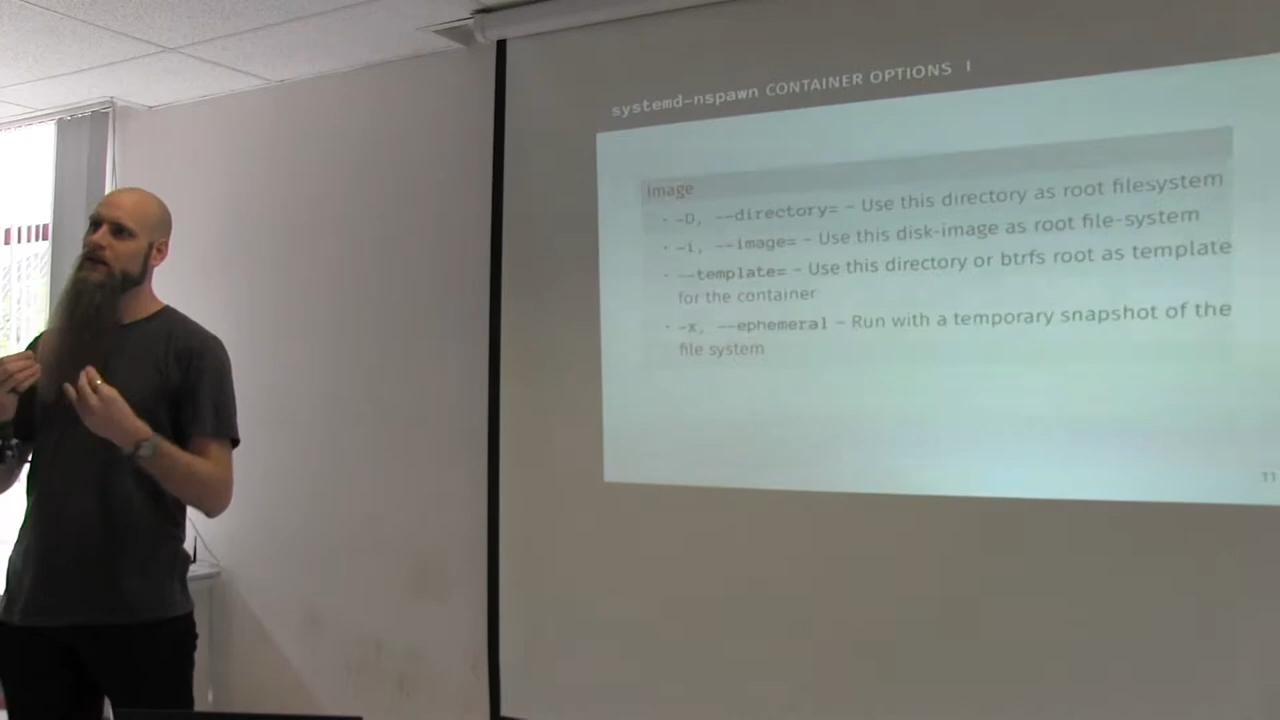 systemd-nspawn CONTAINER OPTIONS I
image
· -D, --directory= – Use this directory as root filesystem
· -i, --image= – Use this disk-image as root file-system
· --template= – Use this directory or btrfs root as template
for the container
· -x, --ephemeral – Run with a temporary snapshot of the
file system
11